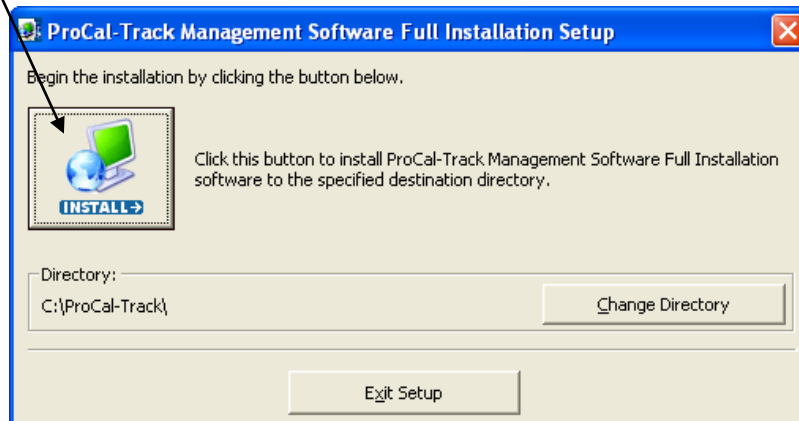 ProCal-Track Management Software Full Installation Setup
Begin the installation by clicking the button below.
INSTALL
Click this button to install ProCal-Track Management Software Full Installation
software to the specified destination directory.
Directory:
C:\ProCal-Track\
Change Directory
Exit Setup